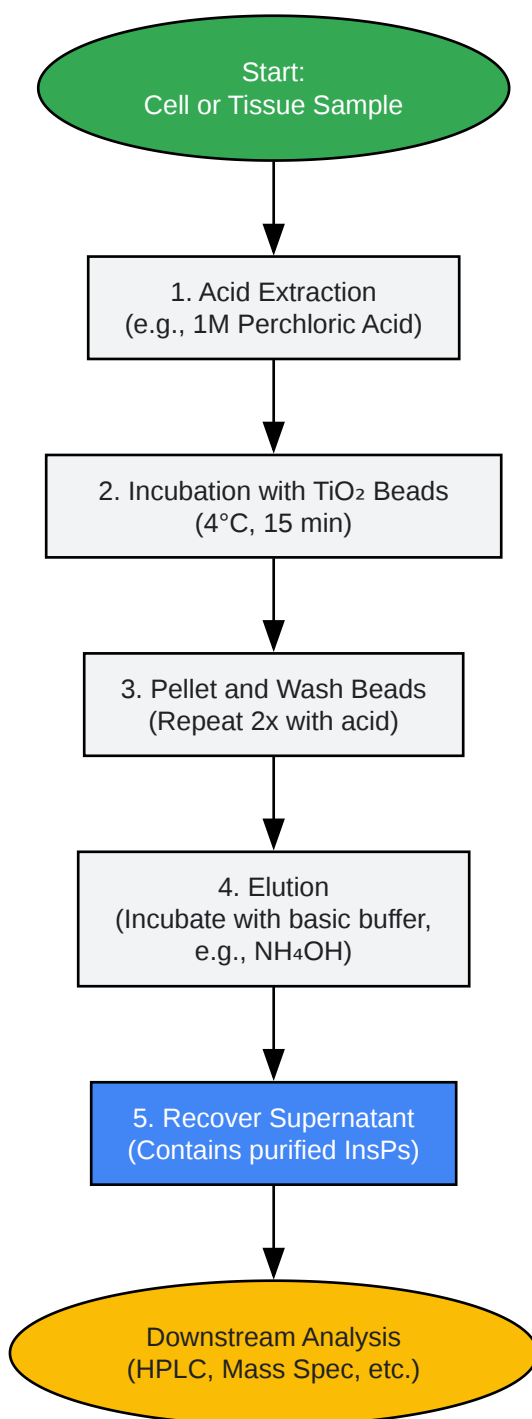 Start:
Cell or Tissue Sample
1. Acid Extraction
(e.g., 1M Perchloric Acid)
2. Incubation with TiO₂ Beads
(4°C, 15 min)
3. Pellet and Wash Beads
(Repeat 2x with acid)
4. Elution
(Incubate with basic buffer,
e.g., NH₄OH)
5. Recover Supernatant
(Contains purified InsPs)
Downstream Analysis
(HPLC, Mass Spec, etc.)